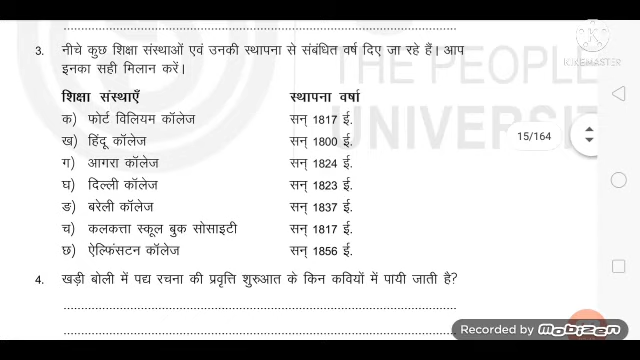 3. नीचे कुछ शिक्षा संस्थाओं एवं उनकी स्थापना से संबंधित वर्ष दिए जा रहे हैं। आप
इनका सही मिलान करें।
शिक्षा संस्थाएँ स्थापना वर्षा
क) फोर्ट विलियम कॉलेज सन् 1817 ई.
ख) हिंदू कॉलेज सन् 1800 ई.
ग) आगरा कॉलेज सन् 1824 ई.
घ) दिल्ली कॉलेज सन् 1823 ई.
ङ) बरेली कॉलेज सन् 1837 ई.
च) कलकत्ता स्कूल बुक सोसाइटी सन् 1817 ई.
छ) ऐल्फिंसटन कॉलेज सन् 1856 ई.
4. खड़ी बोली में पद्य रचना की प्रवृत्ति शुरुआत के किन कवियों में पायी जाती है?
THE PEOPLE
UNIVERSI
15/164
KINEMASTER
Recorded by Mobizen